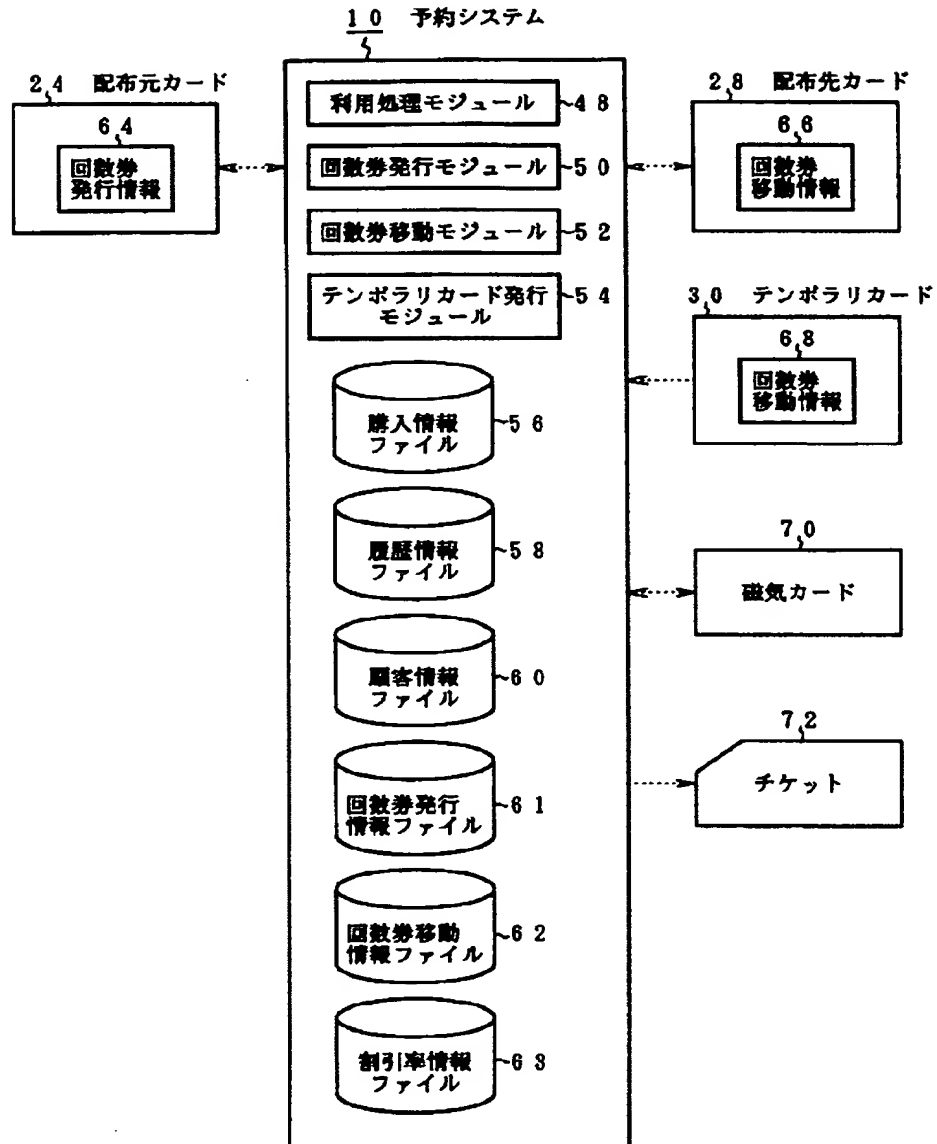 10 予約システム
24 配布元カード
64
回数券
発行情報
利用処理モジュール 48
回数券発行モジュール 50
回数券移動モジュール 52
テンポラリカード発行
モジュール 54
購入情報
ファイル 56
履歴情報
ファイル 58
顧客情報
ファイル 60
回数券発行
情報ファイル 61
回数券移動
情報ファイル 62
割引率情報
ファイル 63
28 配布先カード
66
回数券
移動情報
30 テンポラリカード
68
回数券
移動情報
70
磁気カード
72
チケット